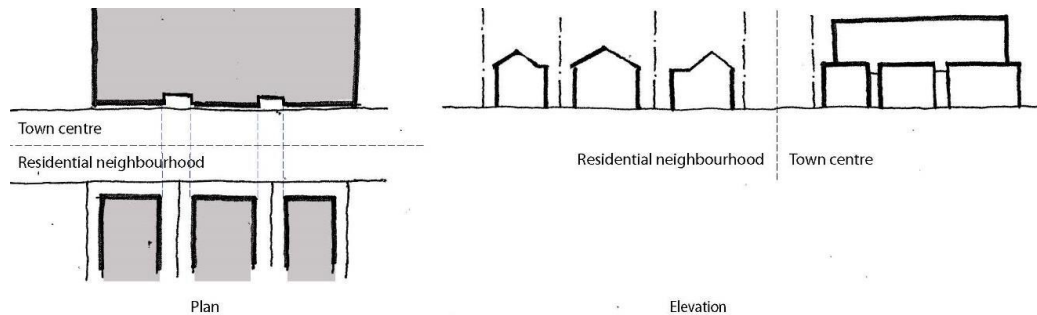 Town centre
Residential neighbourhood
Plan
Residential neighbourhood
Town centre
Elevation